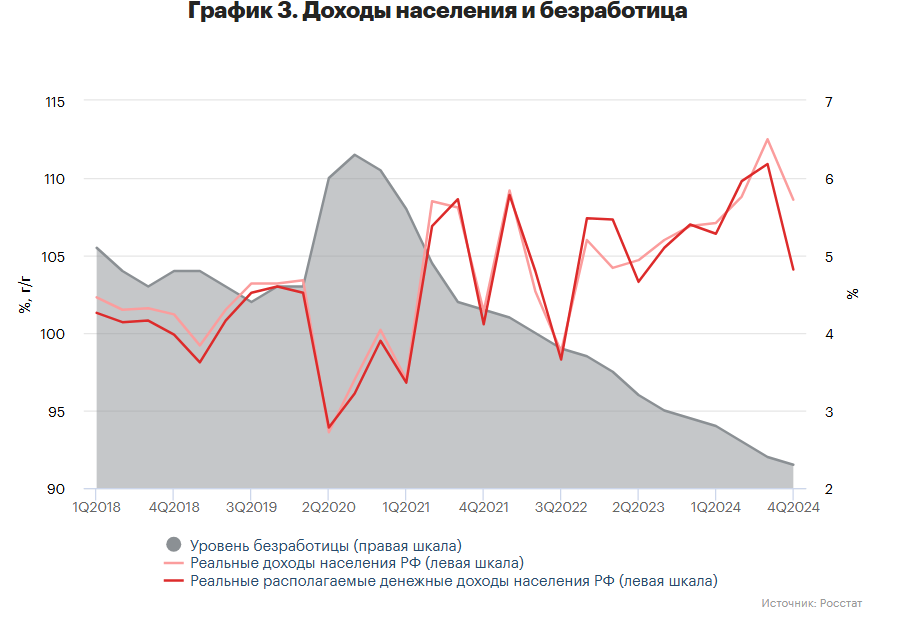 График 3. Доходы населения и безработица
115
110
105
100
95
90
%, г/г
7
6
5
4
3
2
%
1Q2018 4Q2018 3Q2019 2Q2020 1Q2021 4Q2021 3Q2022 2Q2023 1Q2024 4Q2024
Уровень безработицы (правая шкала)
Реальные доходы населения РФ (левая шкала)
Реальные располагаемые денежные доходы населения РФ (левая шкала)
Источник: Росстат